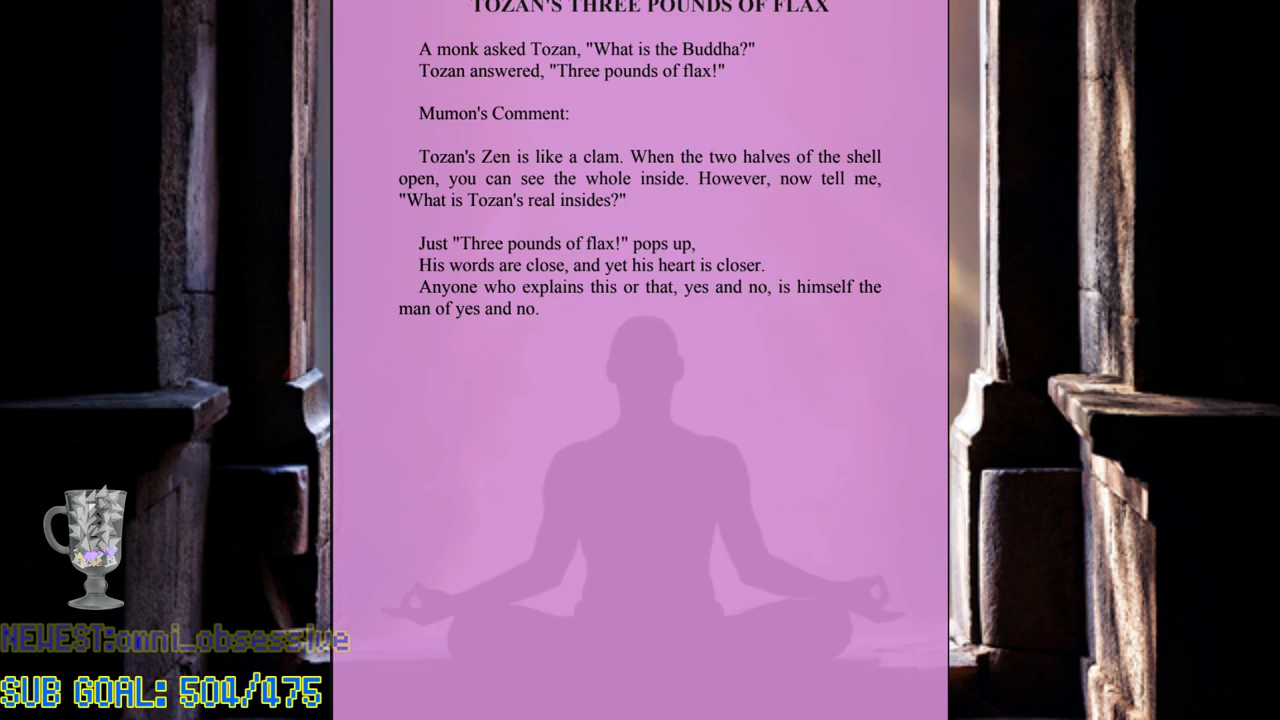 TOZAN'S THREE POUNDS OF FLAX
A monk asked Tozan, "What is the Buddha?"
Tozan answered, "Three pounds of flax!"
Mumon's Comment:
Tozan's Zen is like a clam. When the two halves of the shell
open, you can see the whole inside. However, now tell me,
"What is Tozan's real insides?"
Just "Three pounds of flax!" pops up,
His words are close, and yet his heart is closer.
Anyone who explains this or that, yes and no, is himself the
man of yes and no.
NEWEST:omni_obsessive
SUB GOAL: 504/475